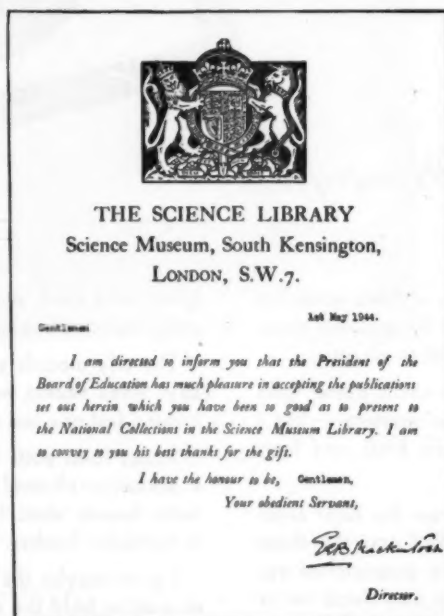 THE SCIENCE LIBRARY
Science Museum, South Kensington,
LONDON, S.W.7.
1st May 1944.
Gentlemen
I am directed to inform you that the President of the
Board of Education has much pleasure in accepting the publications
set out herein which you have been so good as to present to
the National Collections in the Science Museum Library. I am
to convey to you his best thanks for the gift.
I have the honour to be, Gentlemen,
Your obedient Servant,
Director.